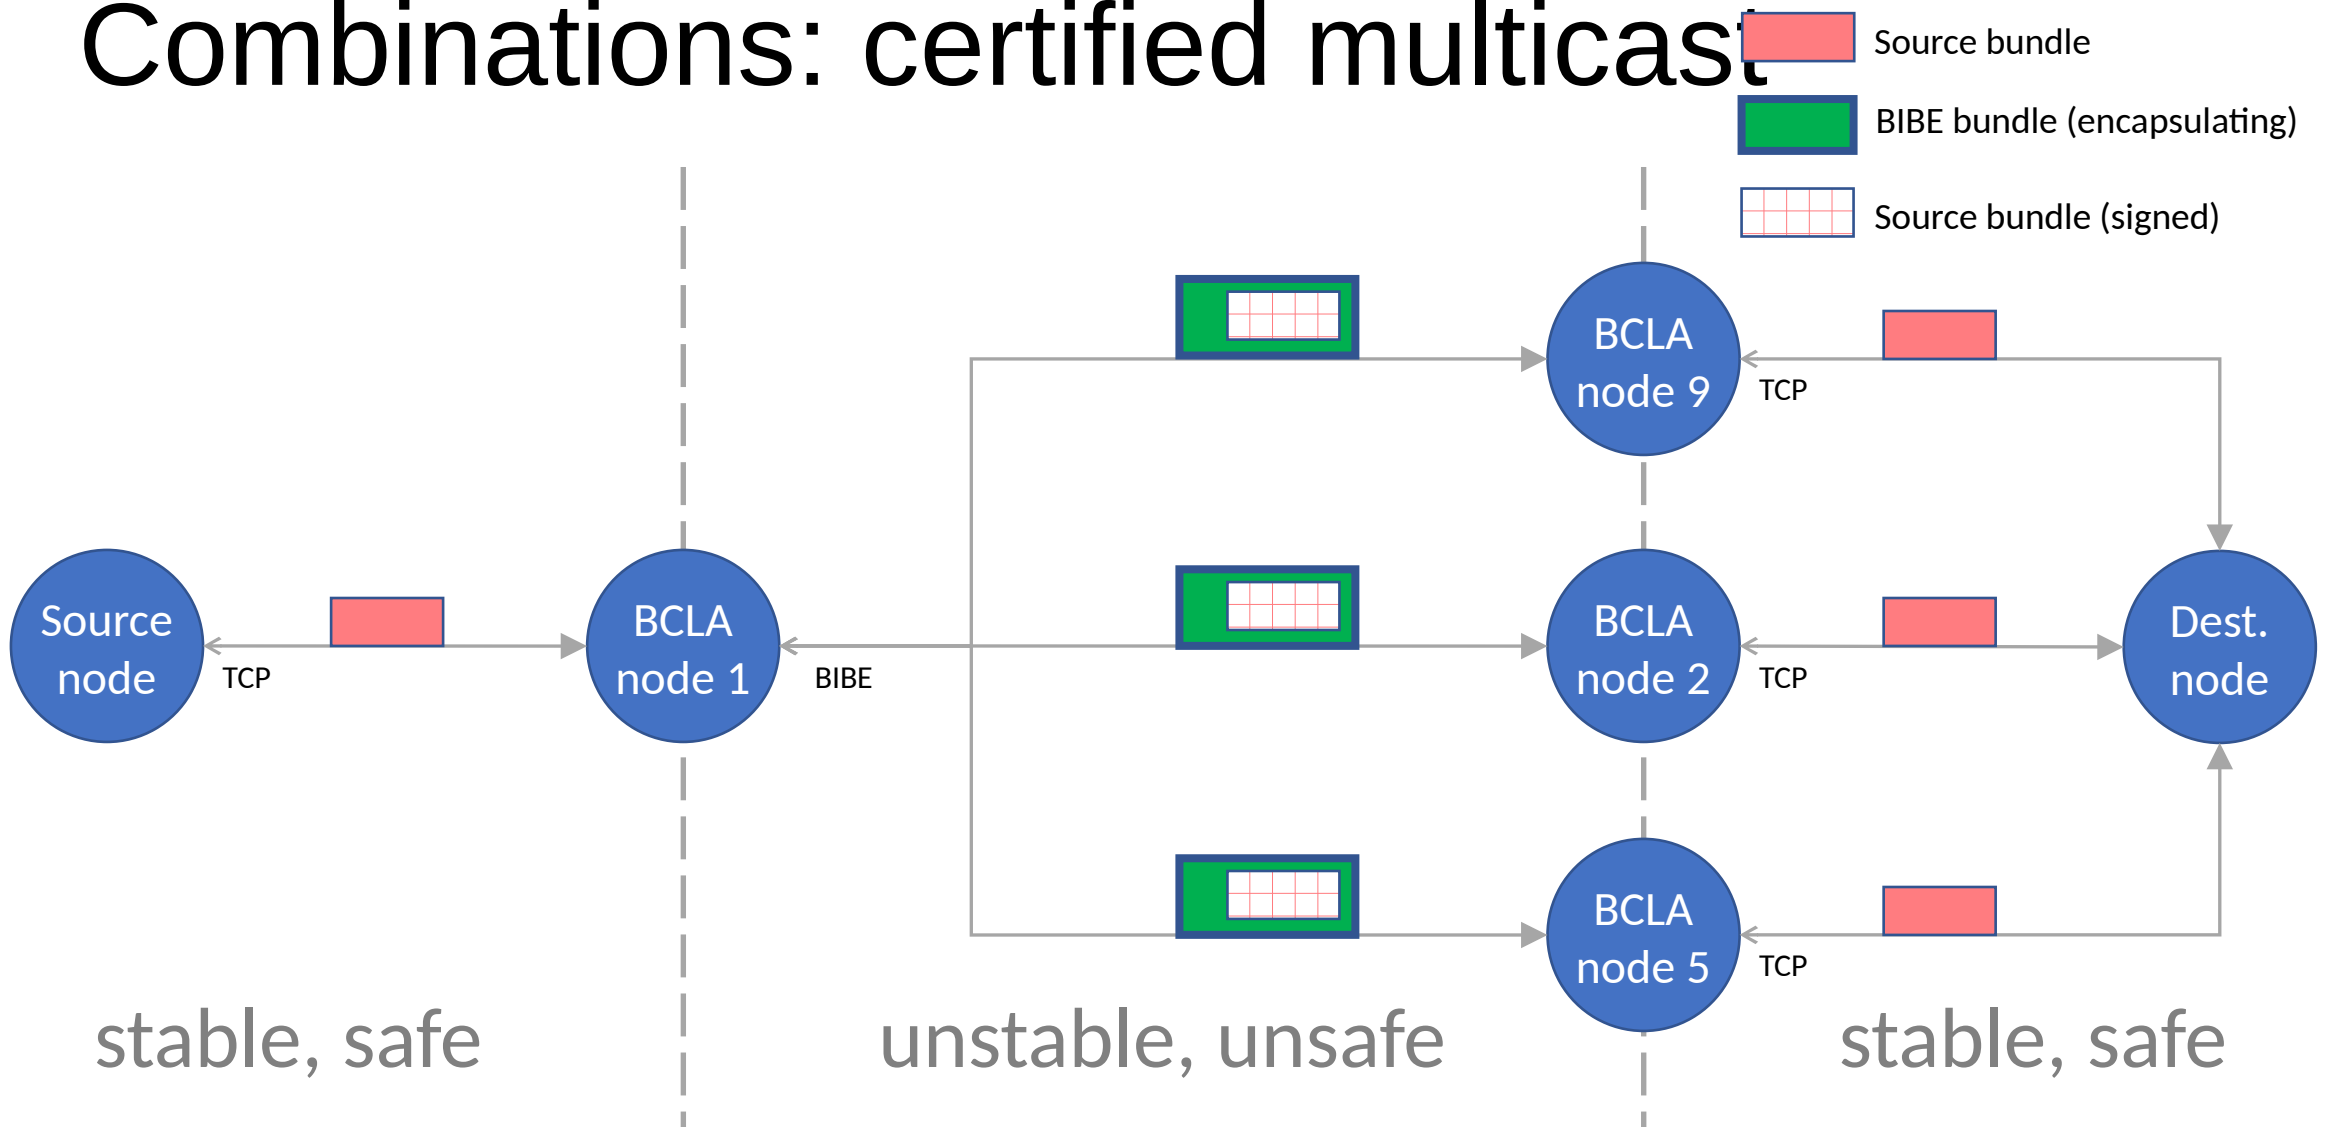 Combinations: certified multicast
Source bundle
BIBE bundle (encapsulating)
Source bundle (signed)
BCLA
node 9
TCP
Source
node
TCP
BCLA
node 1
BIBE
BCLA
node 2
TCP
Dest.
node
BCLA
node 5
TCP
stable, safe
unstable, unsafe
stable, safe